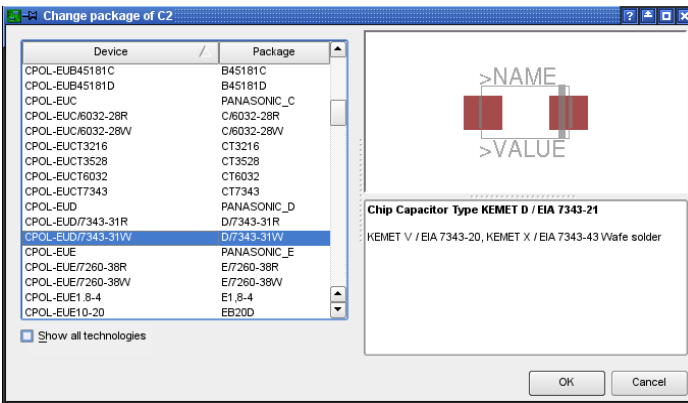 Change package of C2
Device Package
CPOL-EUB45181C B45181C
CPOL-EUB45181D B45181D
CPOL-EUC PANASONIC_C
CPOL-EUC/6032-28R C/6032-28R
CPOL-EUC/6032-28W C/6032-28W
CPOL-EUCT3216 CT3216
CPOL-EUCT3528 CT3528
CPOL-EUCT6032 CT6032
CPOL-EUCT7343 CT7343
CPOL-EUD PANASONIC_D
CPOL-EUD/7343-31R D/7343-31R
CPOL-EUD/7343-31W D/7343-31W
CPOL-EUE PANASONIC_E
CPOL-EUE/7260-38R E/7260-38R
CPOL-EUE/7260-38W E/7260-38W
CPOL-EUE1.8-4 E1,8-4
CPOL-EUE10-20 EB20D
Show all technologies
>NAME
>VALUE
Chip Capacitor Type KEMET D / EIA 7343-21
KEMET V / EIA 7343-20, KEMET X / EIA 7343-43 Wafe solder
OK Cancel